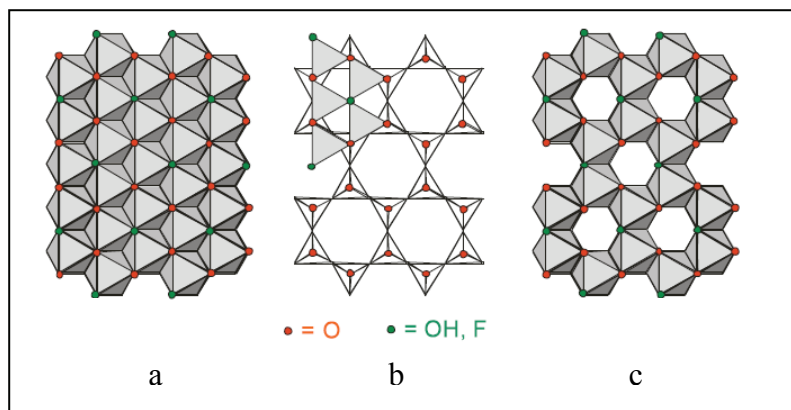 = O = OH, F
a b c